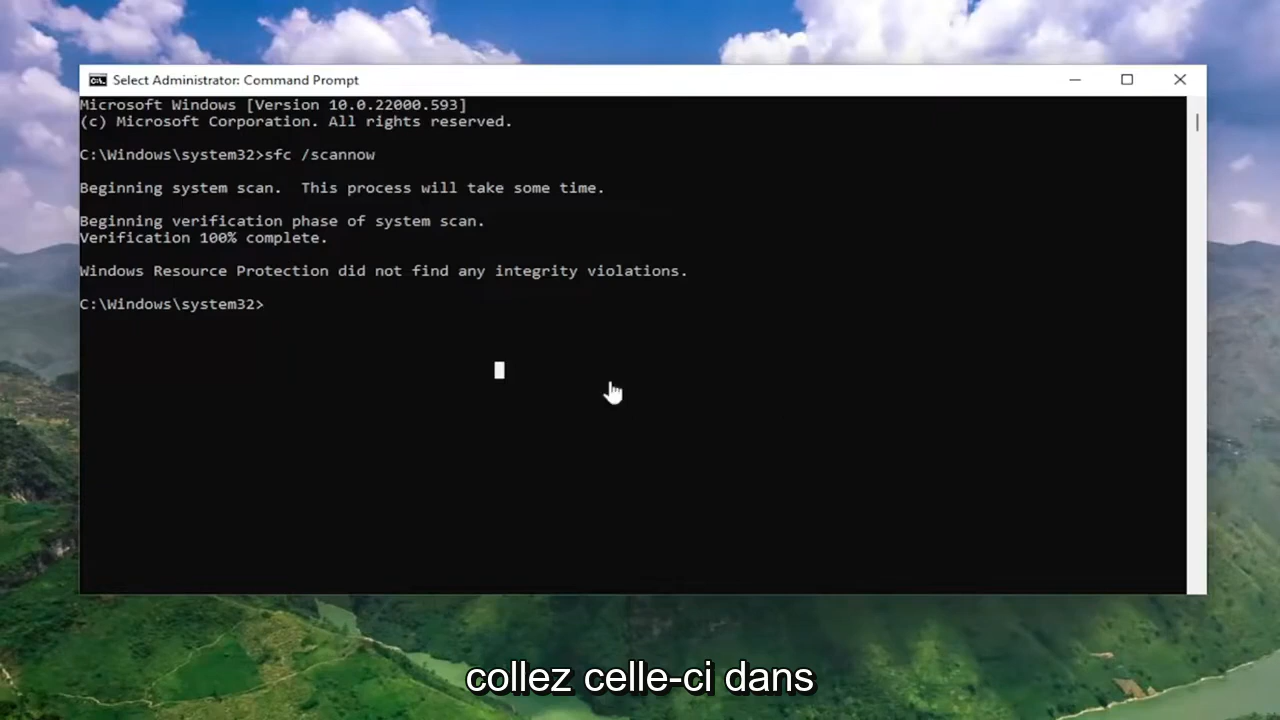 Select Administrator: Command Prompt
Microsoft Windows [Version 10.0.22000.593]
(c) Microsoft Corporation. All rights reserved.
C:\Windows\system32>sfc /scannow
Beginning system scan.  This process will take some time.
Beginning verification phase of system scan.
Verification 100% complete.
Windows Resource Protection did not find any integrity violations.
C:\Windows\system32>
collez celle-ci dans